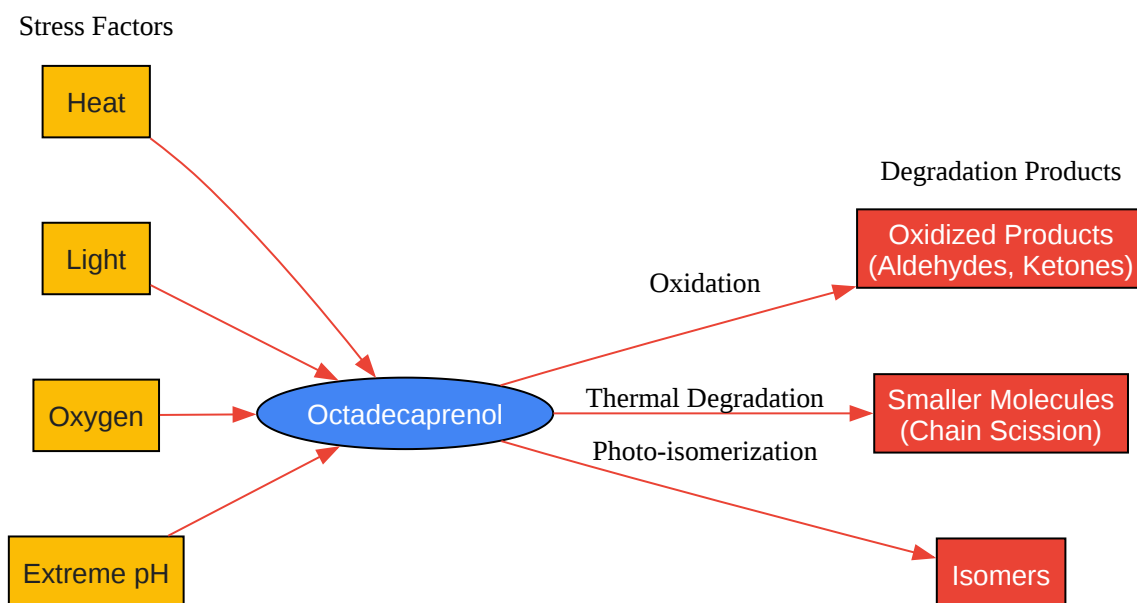 Stress Factors
Heat
Light
Oxygen
Extreme pH
Octadecaprenol
Oxidation
Thermal Degradation
Photo-isomerization
Degradation Products
Oxidized Products
(Aldehydes, Ketones)
Smaller Molecules
(Chain Scission)
Isomers